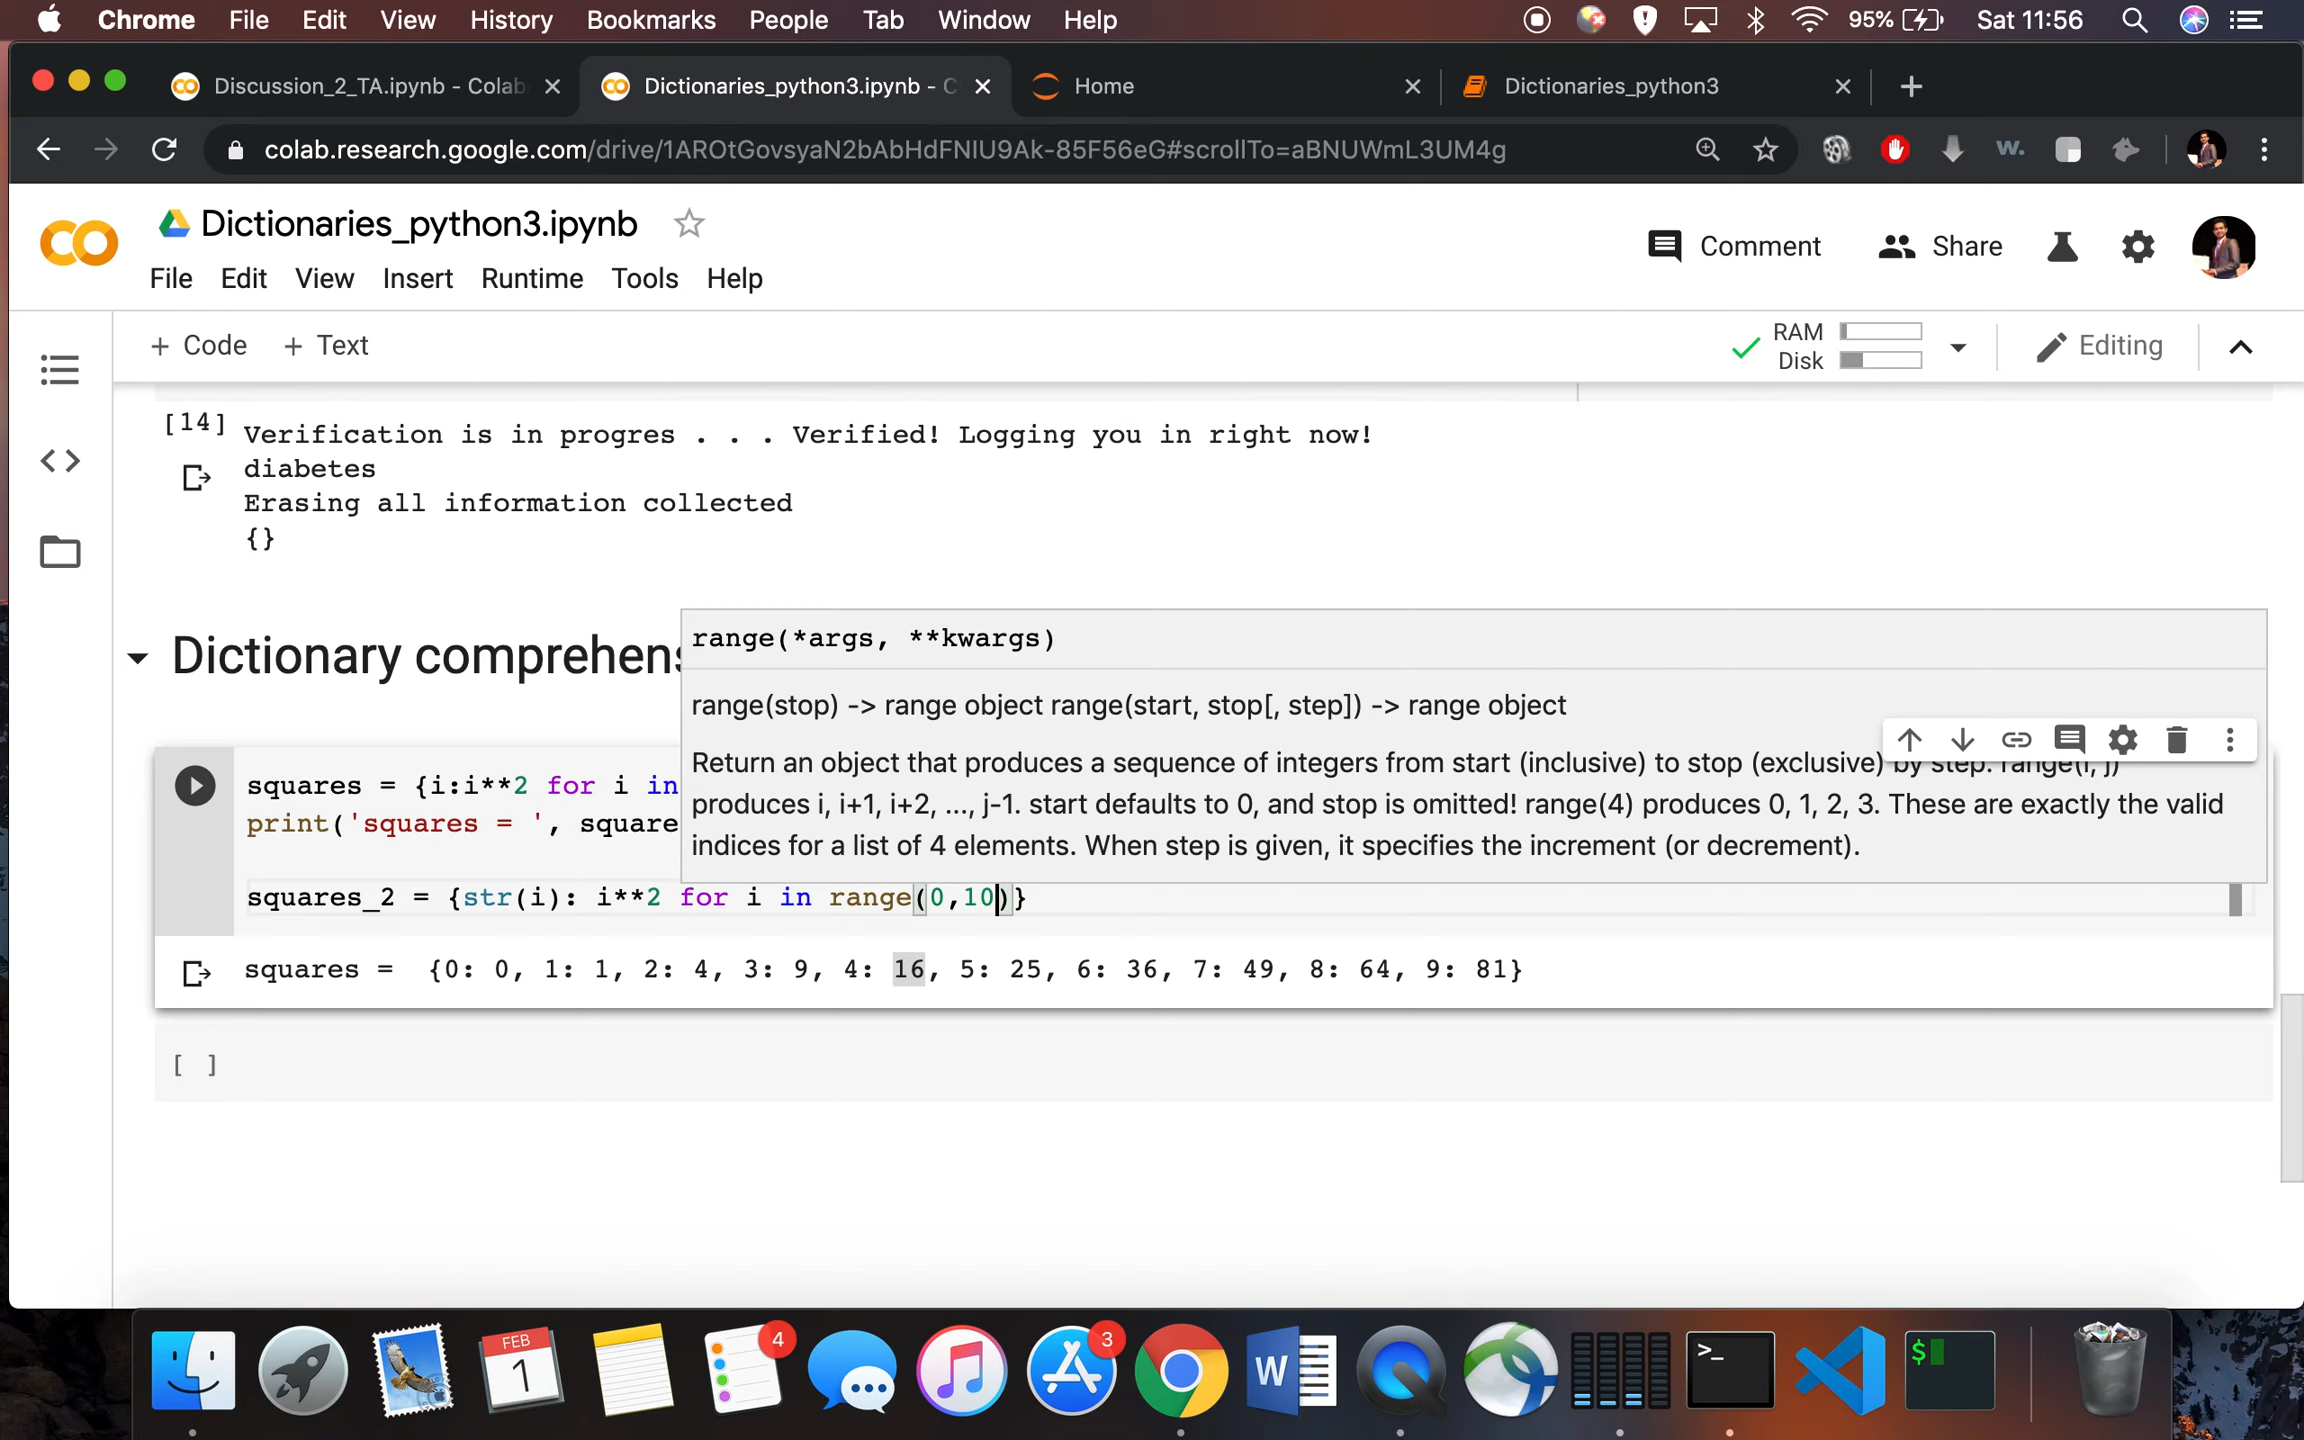 Chrome File Edit View History Bookmarks People Tab Window Help 95% Sat 11:56
Discussion_2_TA.ipynb - Colab Dictionaries_python3.ipynb - C Home Dictionaries_python3
colab.research.google.com/drive/1AROtGovsyaN2bAbHdFNIU9Ak-85F56eG#scrollTo=aBNUWmL3UM4g w.
Dictionaries_python3.ipynb
Comment Share
File Edit View Insert Runtime Tools Help
+ Code + Text
RAM
Disk
Editing
[14]
Verification is in progres . . . Verified! Logging you in right now!
diabetes
Erasing all information collected
{}
Dictionary comprehens
range(*args, **kwargs)
range(stop) -> range object range(start, stop[, step]) -> range object
Return an object that produces a sequence of integers from start (inclusive) to stop (exclusive) by step. range(i, j)
produces i, i+1, i+2, ..., j-1. start defaults to 0, and stop is omitted! range(4) produces 0, 1, 2, 3. These are exactly the valid
indices for a list of 4 elements. When step is given, it specifies the increment (or decrement).
squares = {i:i**2 for i in
print('squares = ', square
squares_2 = {str(i): i**2 for i in range(0,10)}
squares =  {0: 0, 1: 1, 2: 4, 3: 9, 4: 16, 5: 25, 6: 36, 7: 49, 8: 64, 9: 81}
[ ]
FEB
1
4
3
W
>_
$